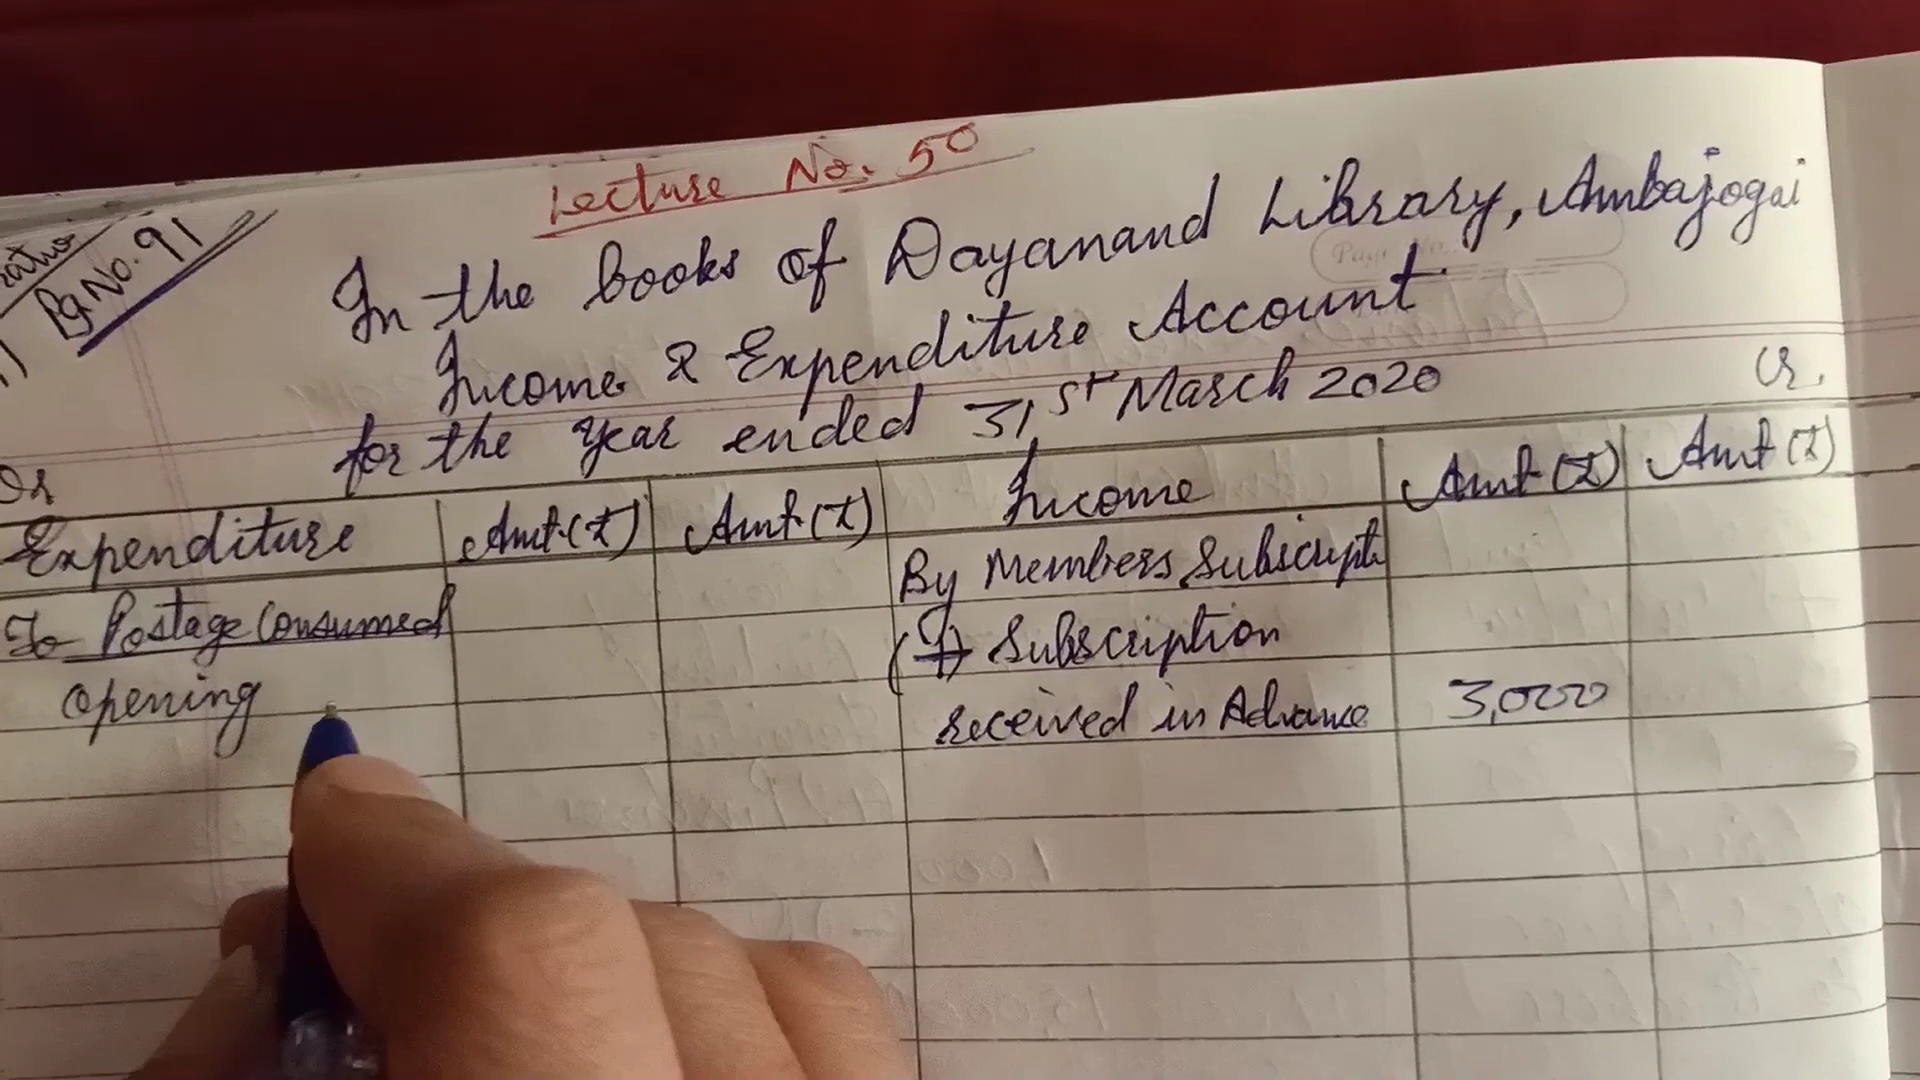 Lecture No. 50
Pg No. 91
In the books of Dayanand Library, Ambajogai
Income & Expenditure Account
for the Year ended 31st March 2020
Dr
Cr.
Expenditure Amt(₹) Amt(₹) Income Amt(₹) Amt(₹)
To Postage Consumed
opening
By Members Subscripti
(+) Subscription
received in Advance 3,000